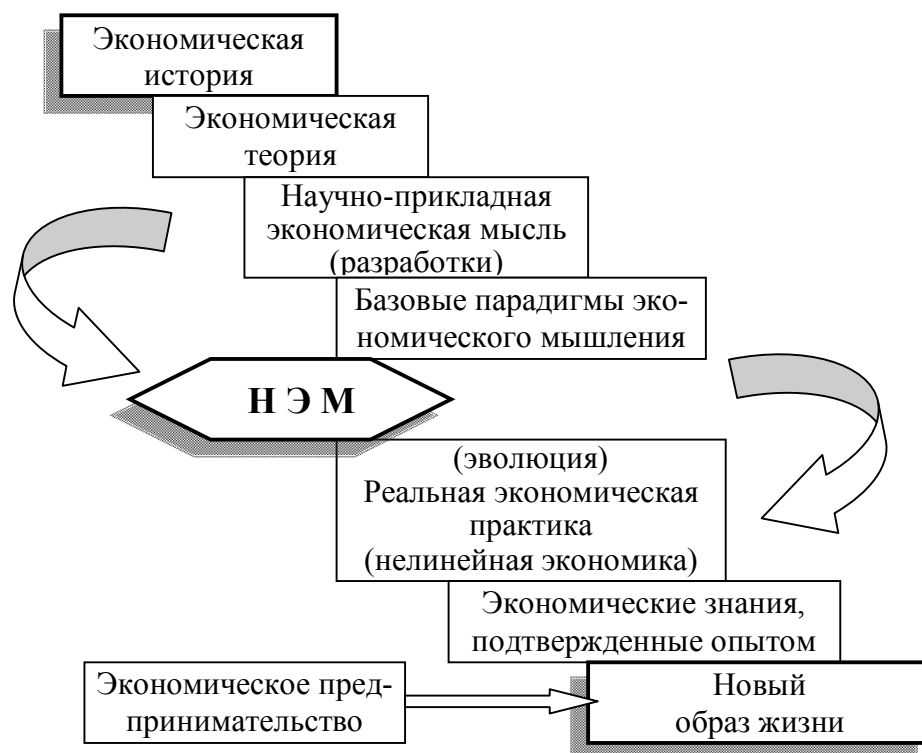 Экономическая
история
Экономическая
теория
Научно-прикладная
экономическая мысль
(разработки)
Базовые парадигмы эко-
номического мышления
Н Э М
(эволюция)
Реальная экономическая
практика
(нелинейная экономика)
Экономические знания,
подтвержденные опытом
Экономическое пред-
принимательство
Новый
образ жизни